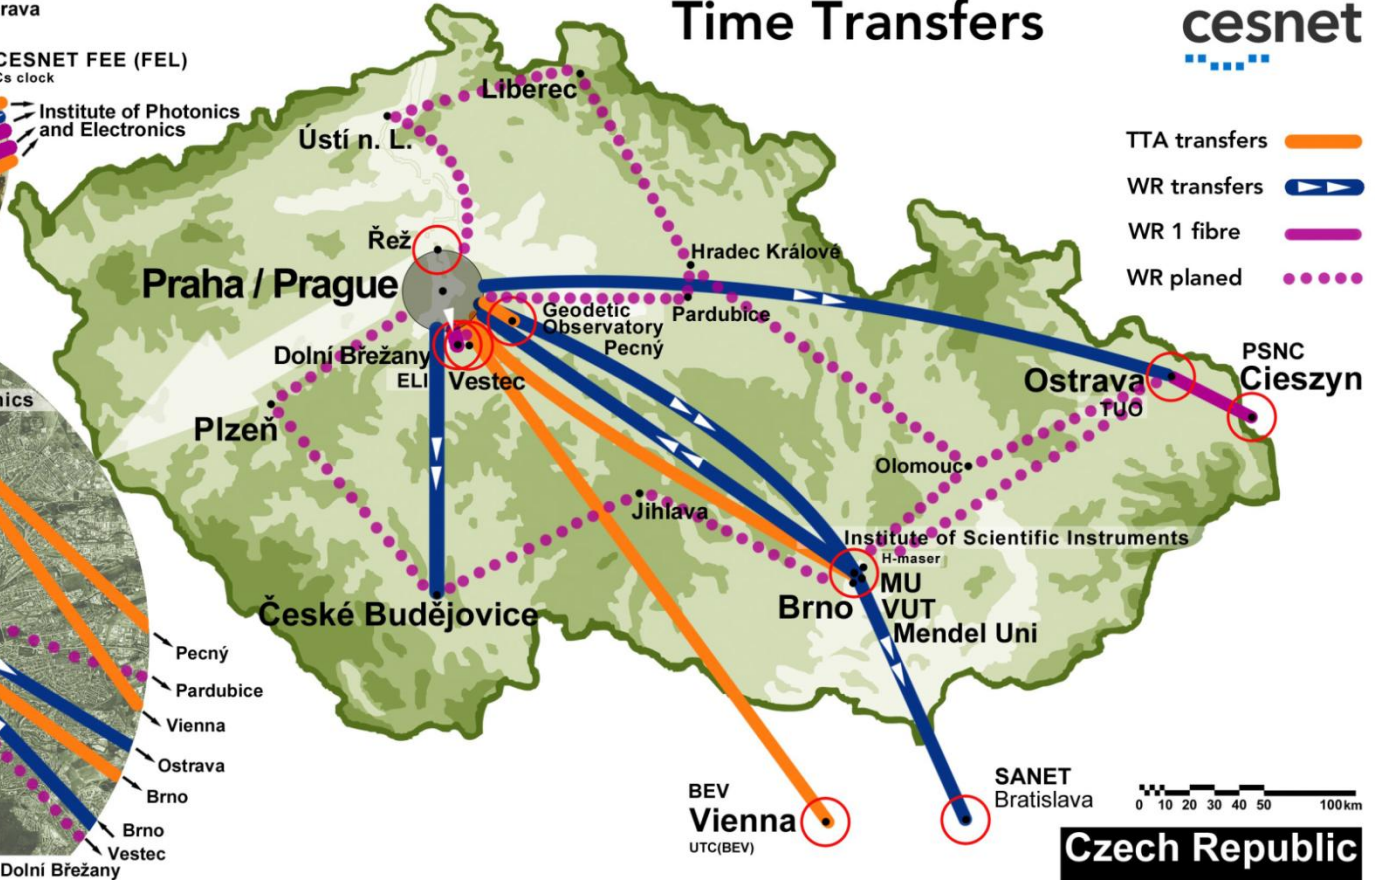 rava
Time Transfers
cesnet
CESNET FEE (FEL)
Cs clock
Institute of Photonics
and Electronics
TTA transfers
WR transfers
WR 1 fibre
WR planed
Liberec
Ústí n. L.
Řež
Hradec Králové
Praha / Prague
Geodetic
Observatory
Pecný
Pardubice
Dolní Břežany
ELI
Vestec
PSNC
Cieszyn
Ostrava
TUO
nics
Plzeň
Olomouc
Jihlava
Institute of Scientific Instruments
H-maser
MU
Brno
VUT
Mendel Uni
České Budějovice
Pecný
Pardubice
Vienna
Ostrava
Brno
Brno
Vestec
Dolní Břežany
BEV
Vienna
UTC(BEV)
SANET
Bratislava
0 10 20 30 40 50 100km
Czech Republic